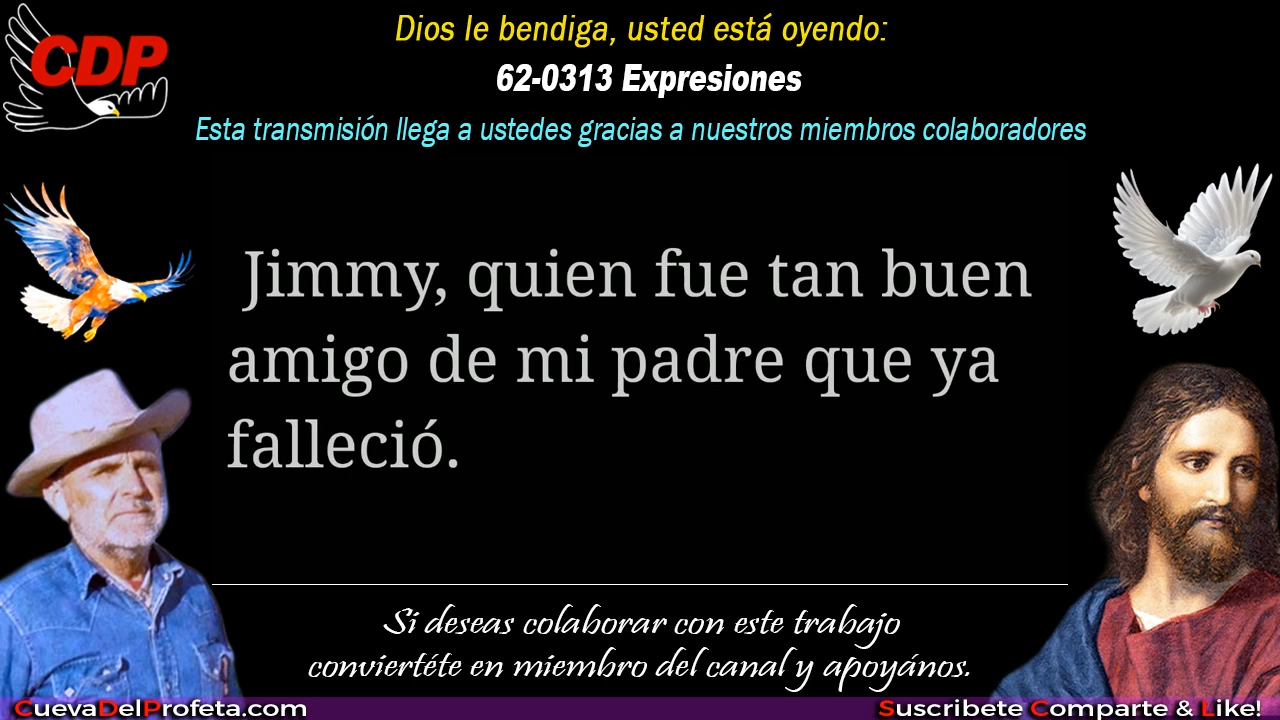 CDP
Dios le bendiga, usted está oyendo:
62-0313 Expresiones
Esta transmisión llega a ustedes gracias a nuestros miembros colaboradores
Jimmy, quien fue tan buen
amigo de mi padre que ya
falleció.
Si deseas colaborar con este trabajo
conviertéte en miembro del canal y apoyános.
CuevaDelProfeta.com
Suscribete Comparte & Like!